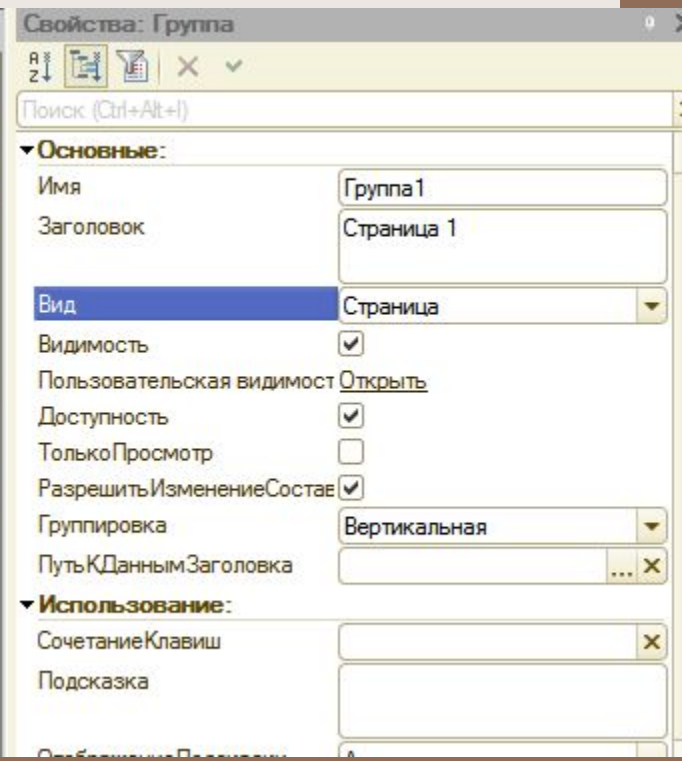 Свойства: Группа
Поиск (Ctrl+Alt+I)
Основные:
Имя Группа1
Заголовок Страница 1
Вид Страница
Видимость
Пользовательская видимост Открыть
Доступность
ТолькоПросмотр
РазрешитьИзменениеСостав
Группировка Вертикальная
ПутьКДаннымЗаголовка ...
Использование:
СочетаниеКлавиш
Подсказка